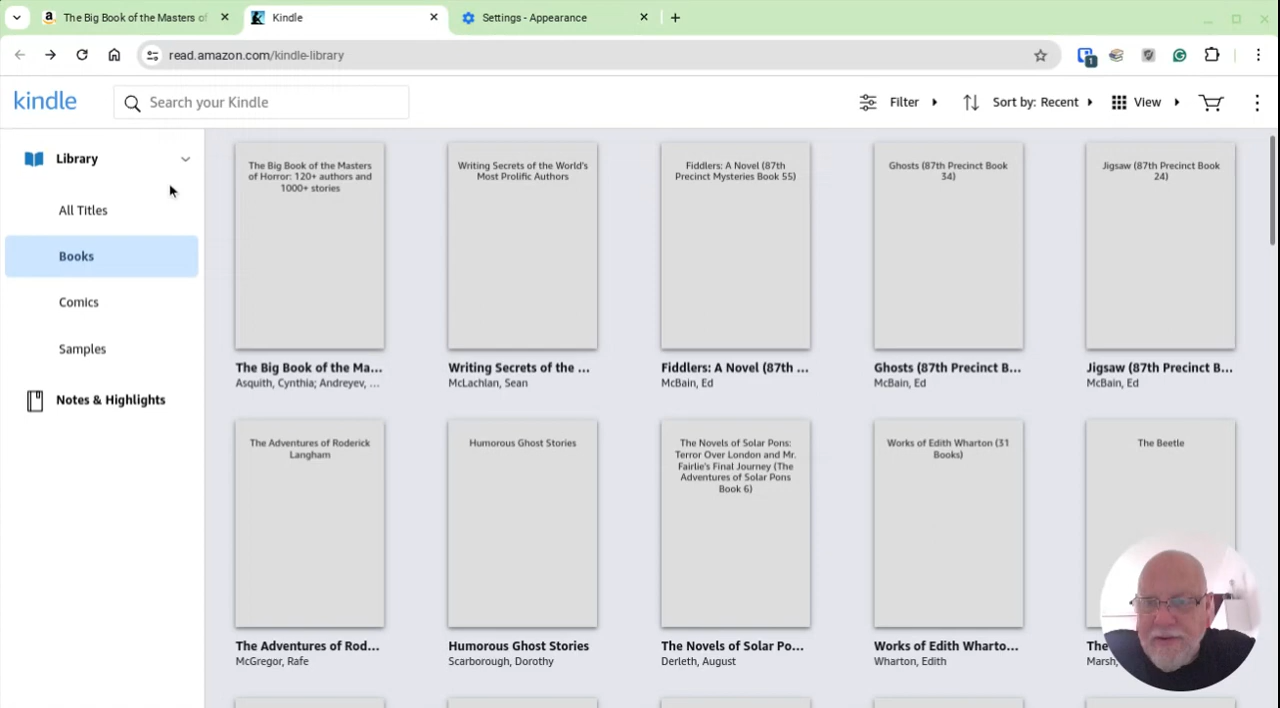 The Big Book of the Masters of
Kindle
Settings - Appearance
read.amazon.com/kindle-library
1
kindle
Search your Kindle
Filter
Sort by: Recent
View
Library
All Titles
Books
Comics
Samples
Notes & Highlights
The Big Book of the Masters
of Horror: 120+ authors and
1000+ stories
The Big Book of the Ma...
Asquith, Cynthia; Andreyev, ...
Writing Secrets of the World's
Most Prolific Authors
Writing Secrets of the ...
McLachlan, Sean
Fiddlers: A Novel (87th
Precinct Mysteries Book 55)
Fiddlers: A Novel (87th ...
McBain, Ed
Ghosts (87th Precinct Book
34)
Ghosts (87th Precinct B...
McBain, Ed
Jigsaw (87th Precinct Book
24)
Jigsaw (87th Precinct B...
McBain, Ed
The Adventures of Roderick
Langham
The Adventures of Rod...
McGregor, Rafe
Humorous Ghost Stories
Humorous Ghost Stories
Scarborough, Dorothy
The Novels of Solar Pons:
Terror Over London and Mr.
Fairlie's Final Journey (The
Adventures of Solar Pons
Book 6)
The Novels of Solar Po...
Derleth, August
Works of Edith Wharton (31
Books)
Works of Edith Wharto...
Wharton, Edith
The Beetle
The
Marsh,